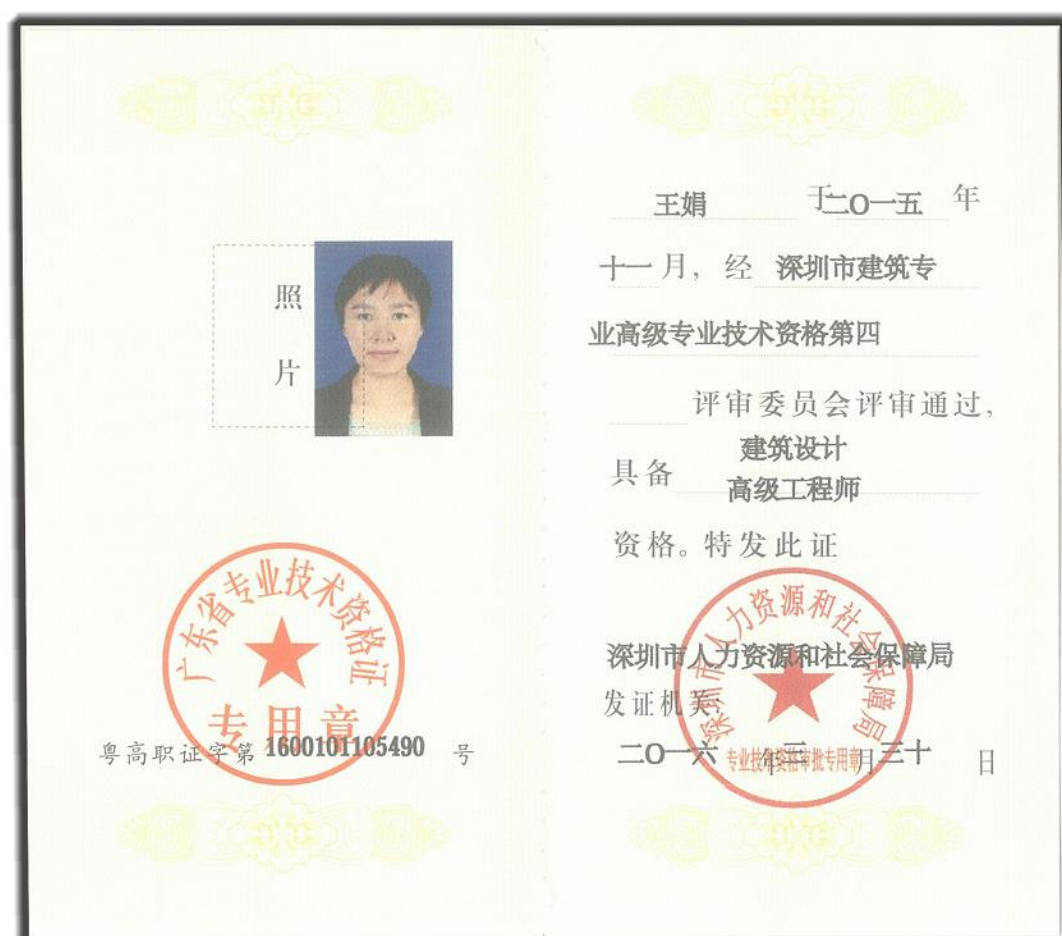 照
片
广东省专业技术资格证
专用章
粤高职证字第 1600101105490 号
王娟 于二〇一五 年
十一月，经 深圳市建筑专
业高级专业技术资格第四
评审委员会评审通过，
建筑设计
具备
高级工程师
资格。特发此证
深圳市人力资源和社会保障局
深圳市人力资源和社会保障局
发证机关：
专业技术资格审批专用章
二〇一六 年三月三十 日